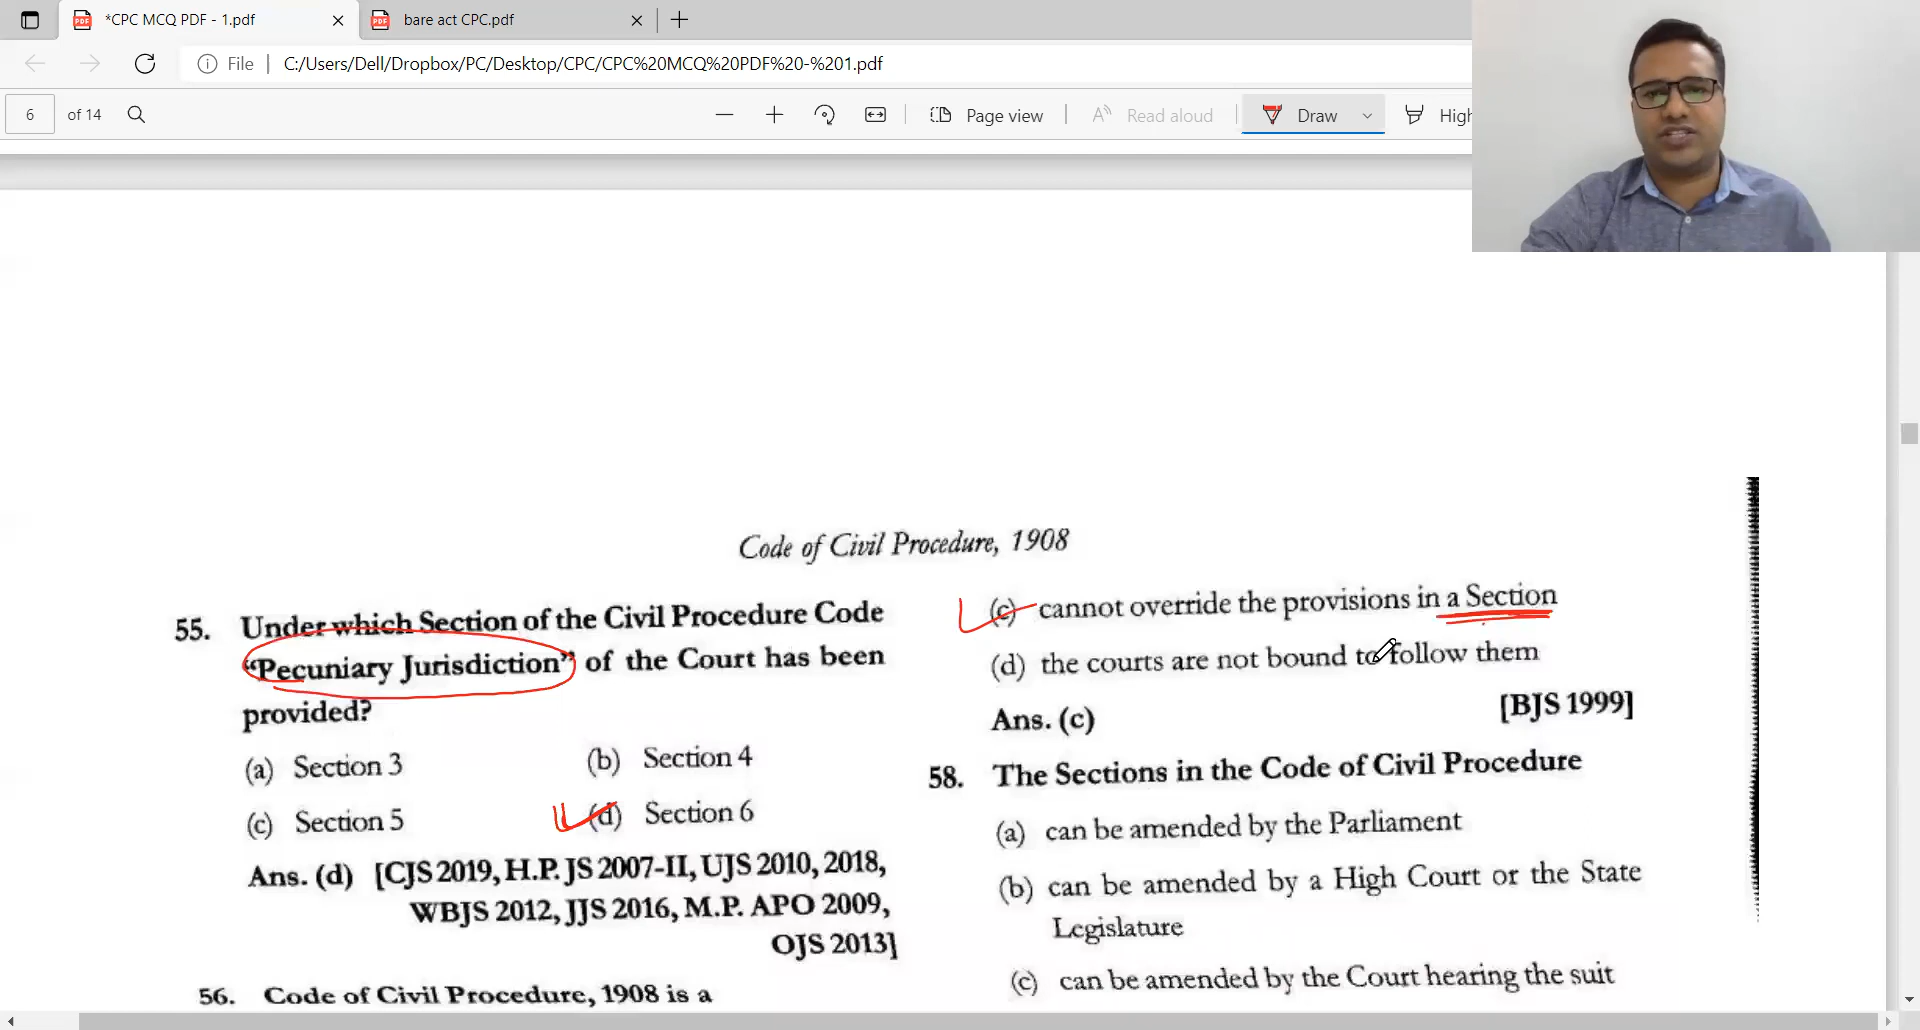 *CPC MCQ PDF - 1.pdf
bare act CPC.pdf
File
C:/Users/Dell/Dropbox/PC/Desktop/CPC/CPC%20MCQ%20PDF%20-%201.pdf
6 of 14
Page view
Read aloud
Draw
High
Code of Civil Procedure, 1908
55. Under which Section of the Civil Procedure Code
“Pecuniary Jurisdiction” of the Court has been
provided?
(a) Section 3 (b) Section 4
(c) Section 5 (d) Section 6
Ans. (d) [CJS 2019, H.P. JS 2007-II, UJS 2010, 2018,
WBJS 2012, JJS 2016, M.P. APO 2009,
OJS 2013]
56. Code of Civil Procedure, 1908 is a
(c) cannot override the provisions in a Section
(d) the courts are not bound to follow them
Ans. (c) [BJS 1999]
58. The Sections in the Code of Civil Procedure
(a) can be amended by the Parliament
(b) can be amended by a High Court or the State
Legislature
(c) can be amended by the Court hearing the suit